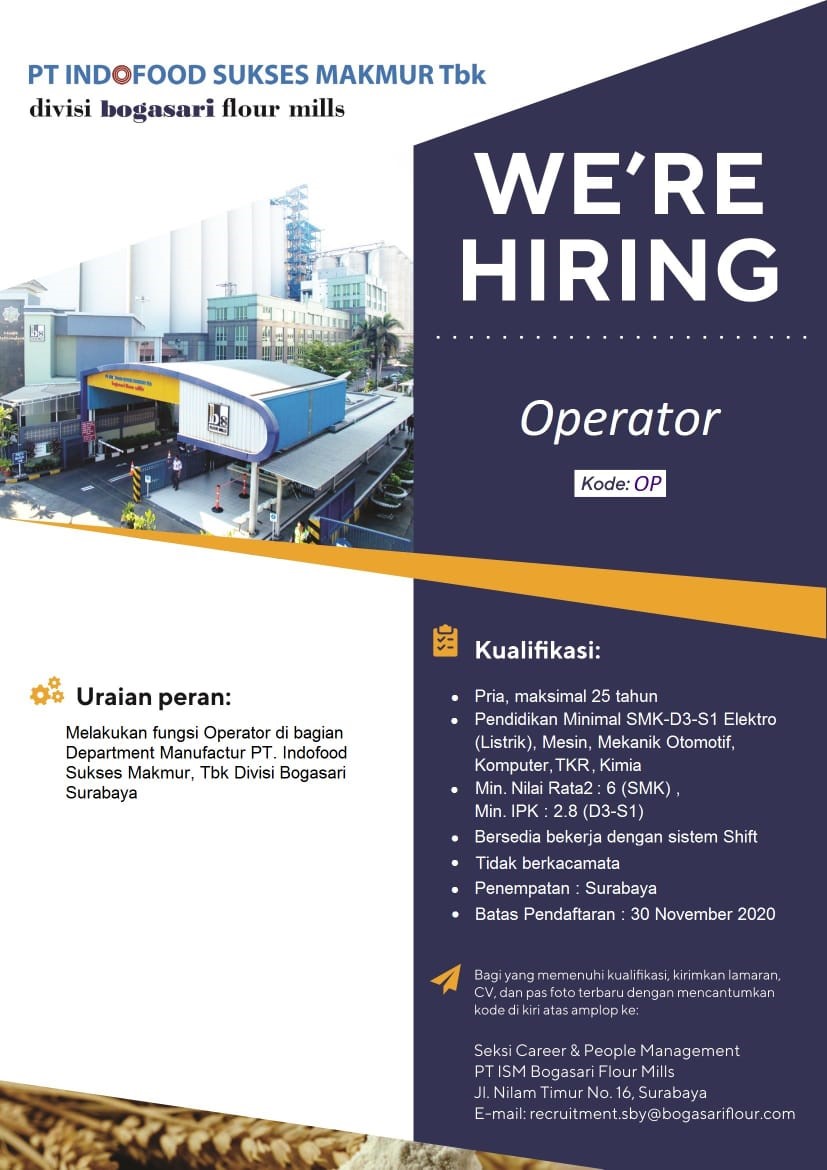 PT INDOFOOD SUKSES MAKMUR Tbk
divisi bogasari flour mills
WE'RE
HIRING
Operator
Kode: OP
Uraian peran:
Melakukan fungsi Operator di bagian
Department Manufactur PT. Indofood
Sukses Makmur, Tbk Divisi Bogasari
Surabaya
Kualifikasi:
• Pria, maksimal 25 tahun
• Pendidikan Minimal SMK-D3-S1 Elektro
(Listrik), Mesin, Mekanik Otomotif,
Komputer, TKR, Kimia
• Min. Nilai Rata2 : 6 (SMK) ,
Min. IPK : 2.8 (D3-S1)
• Bersedia bekerja dengan sistem Shift
• Tidak berkacamata
• Penempatan : Surabaya
• Batas Pendaftaran : 30 November 2020
Bagi yang memenuhi kualifikasi, kirimkan lamaran,
CV, dan pas foto terbaru dengan mencantumkan
kode di kiri atas amplop ke:
Seksi Career & People Management
PT ISM Bogasari Flour Mills
Jl. Nilam Timur No. 16, Surabaya
E-mail: recruitment.sby@bogasariflour.com